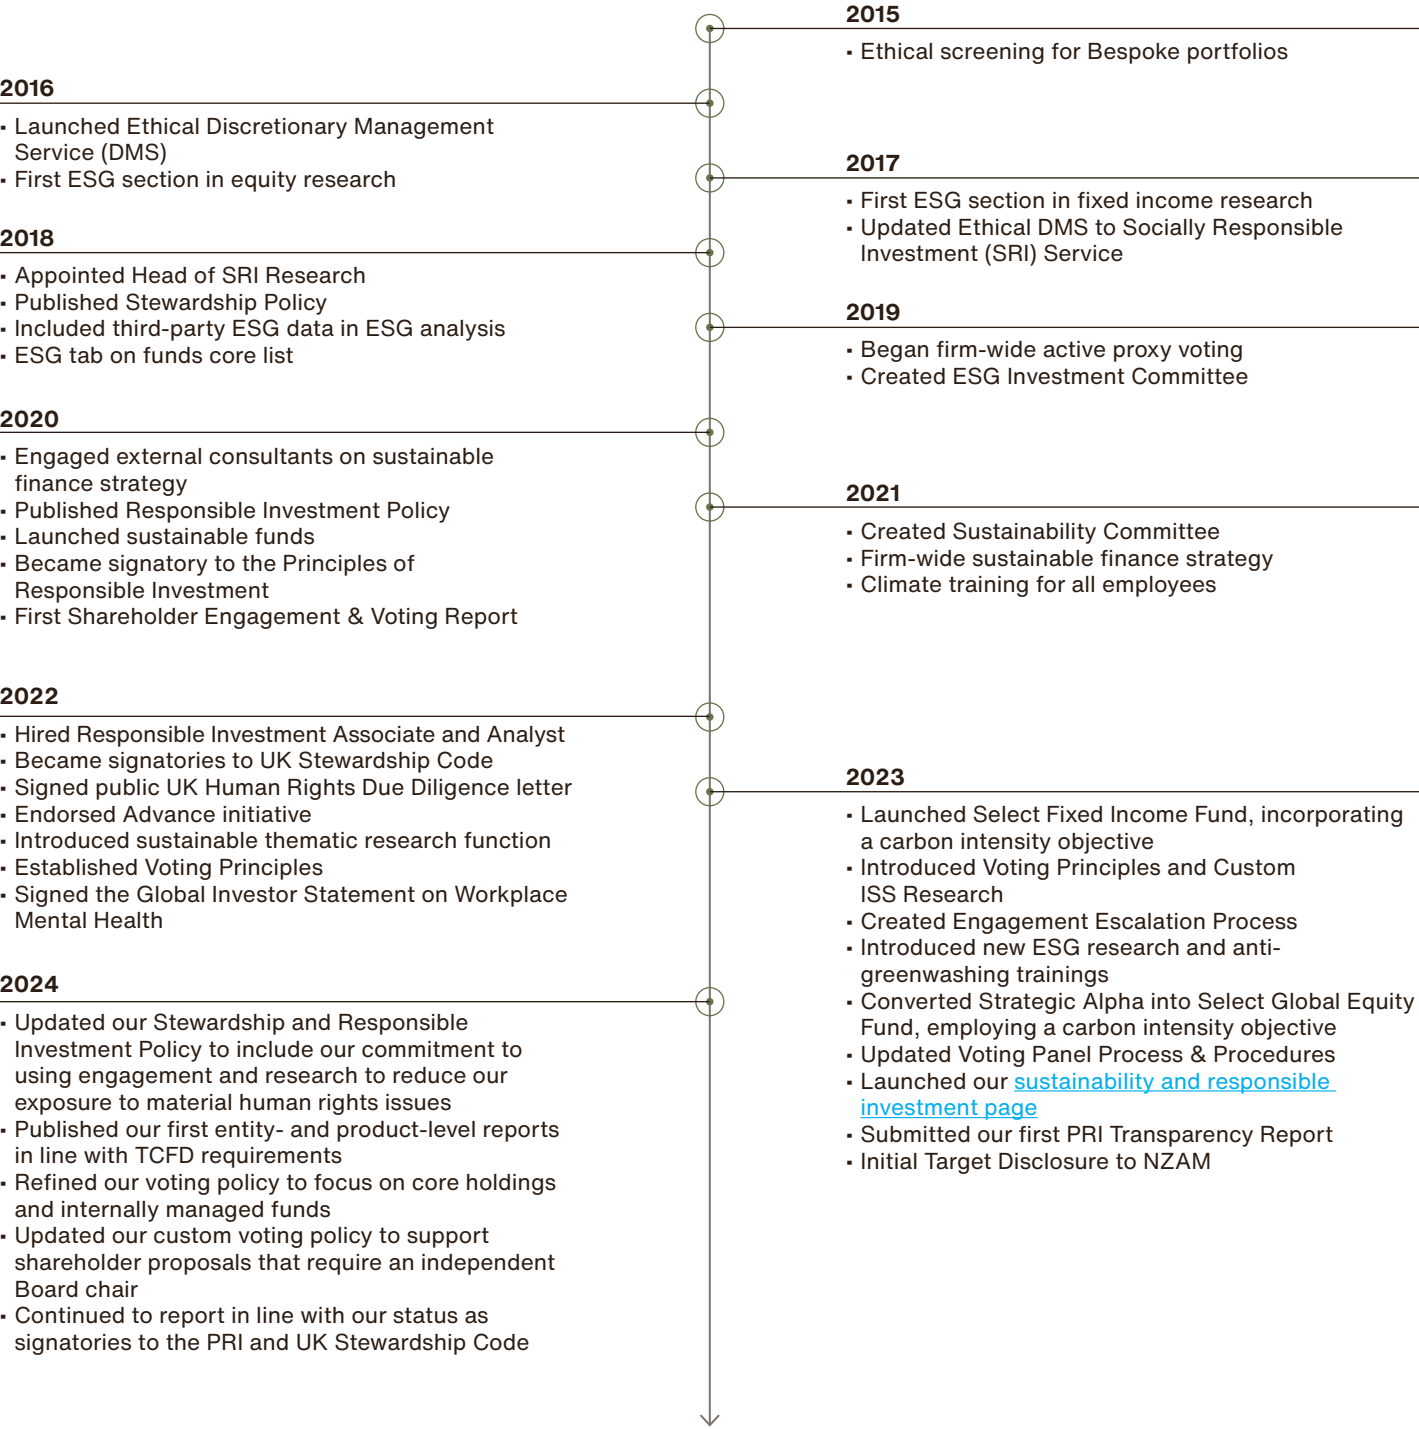 2015
▪ Ethical screening for Bespoke portfolios
2016
▪ Launched Ethical Discretionary Management
Service (DMS)
▪ First ESG section in equity research
2017
▪ First ESG section in fixed income research
▪ Updated Ethical DMS to Socially Responsible
Investment (SRI) Service
2018
▪ Appointed Head of SRI Research
▪ Published Stewardship Policy
▪ Included third-party ESG data in ESG analysis
▪ ESG tab on funds core list
2019
▪ Began firm-wide active proxy voting
▪ Created ESG Investment Committee
2020
▪ Engaged external consultants on sustainable
finance strategy
▪ Published Responsible Investment Policy
▪ Launched sustainable funds
▪ Became signatory to the Principles of
Responsible Investment
▪ First Shareholder Engagement & Voting Report
2021
▪ Created Sustainability Committee
▪ Firm-wide sustainable finance strategy
▪ Climate training for all employees
2022
▪ Hired Responsible Investment Associate and Analyst
▪ Became signatories to UK Stewardship Code
▪ Signed public UK Human Rights Due Diligence letter
▪ Endorsed Advance initiative
▪ Introduced sustainable thematic research function
▪ Established Voting Principles
▪ Signed the Global Investor Statement on Workplace
Mental Health
2023
▪ Launched Select Fixed Income Fund, incorporating
a carbon intensity objective
▪ Introduced Voting Principles and Custom
ISS Research
▪ Created Engagement Escalation Process
▪ Introduced new ESG research and anti-
greenwashing trainings
▪ Converted Strategic Alpha into Select Global Equity
Fund, employing a carbon intensity objective
▪ Updated Voting Panel Process & Procedures
▪ Launched our sustainability and responsible
investment page
▪ Submitted our first PRI Transparency Report
▪ Initial Target Disclosure to NZAM
2024
▪ Updated our Stewardship and Responsible
Investment Policy to include our commitment to
using engagement and research to reduce our
exposure to material human rights issues
▪ Published our first entity- and product-level reports
in line with TCFD requirements
▪ Refined our voting policy to focus on core holdings
and internally managed funds
▪ Updated our custom voting policy to support
shareholder proposals that require an independent
Board chair
▪ Continued to report in line with our status as
signatories to the PRI and UK Stewardship Code